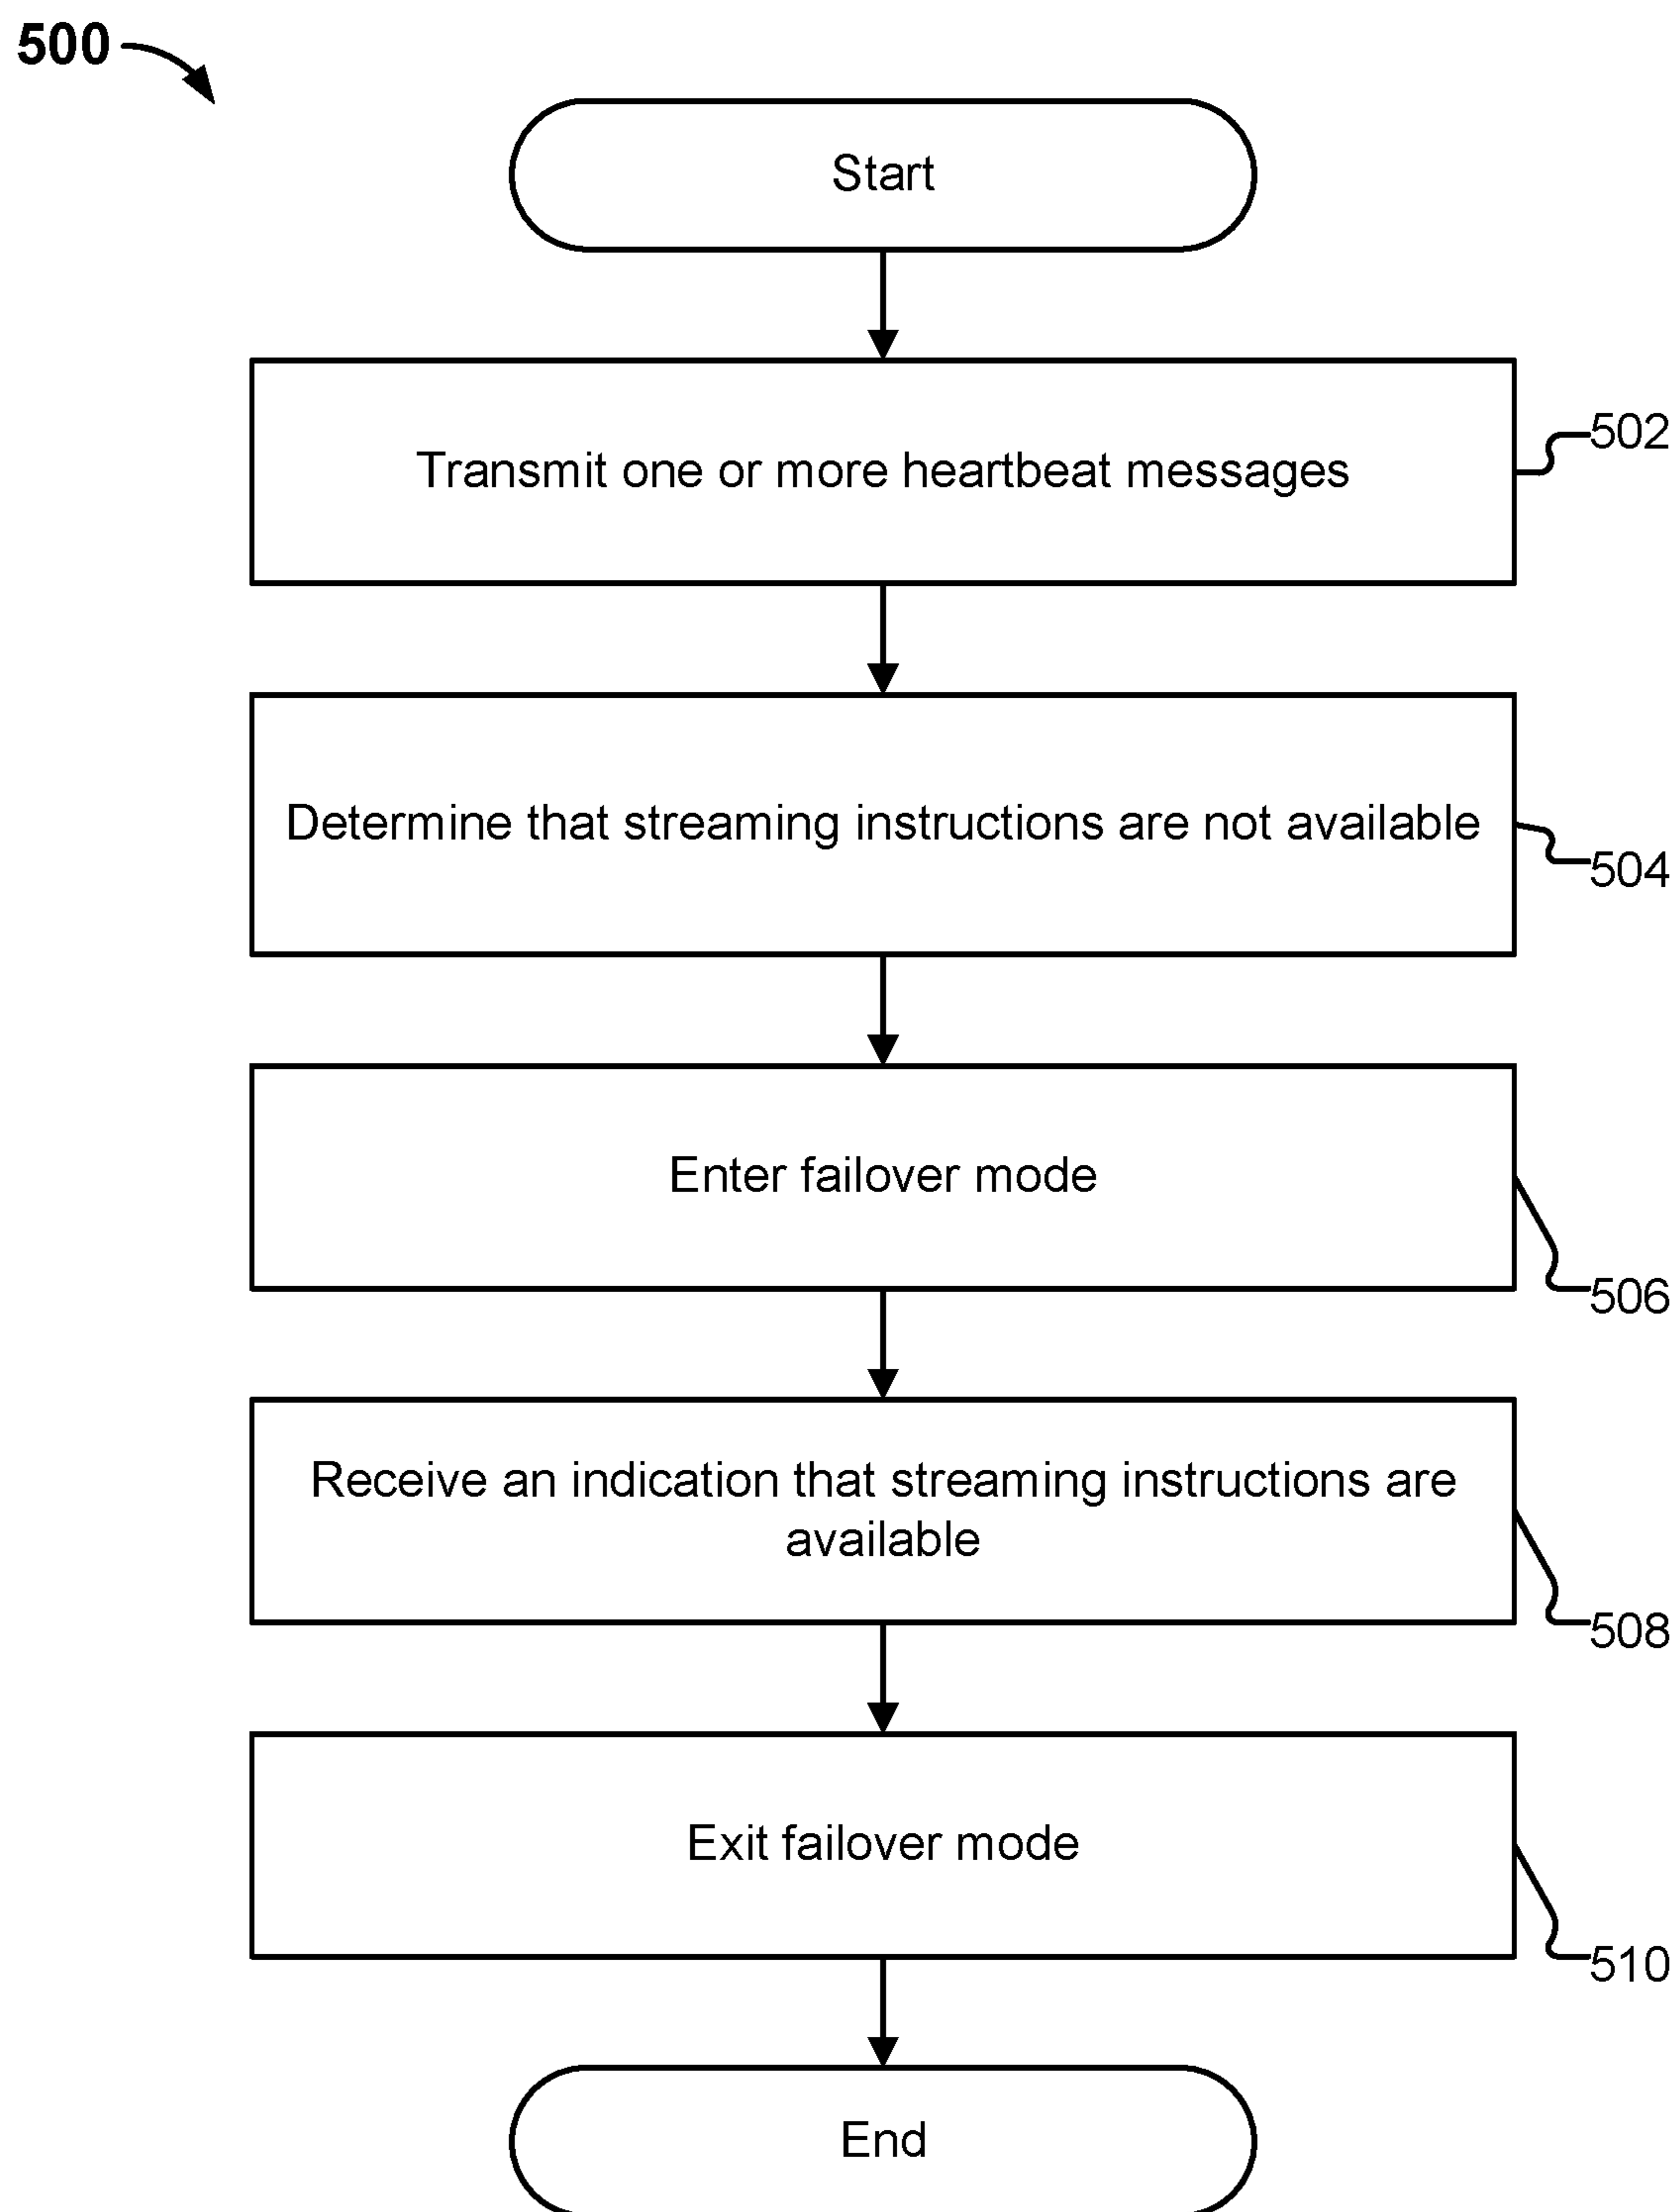 500
Start
Transmit one or more heartbeat messages
502
Determine that streaming instructions are not available
504
Enter failover mode
506
Receive an indication that streaming instructions are
available
508
Exit failover mode
510
End